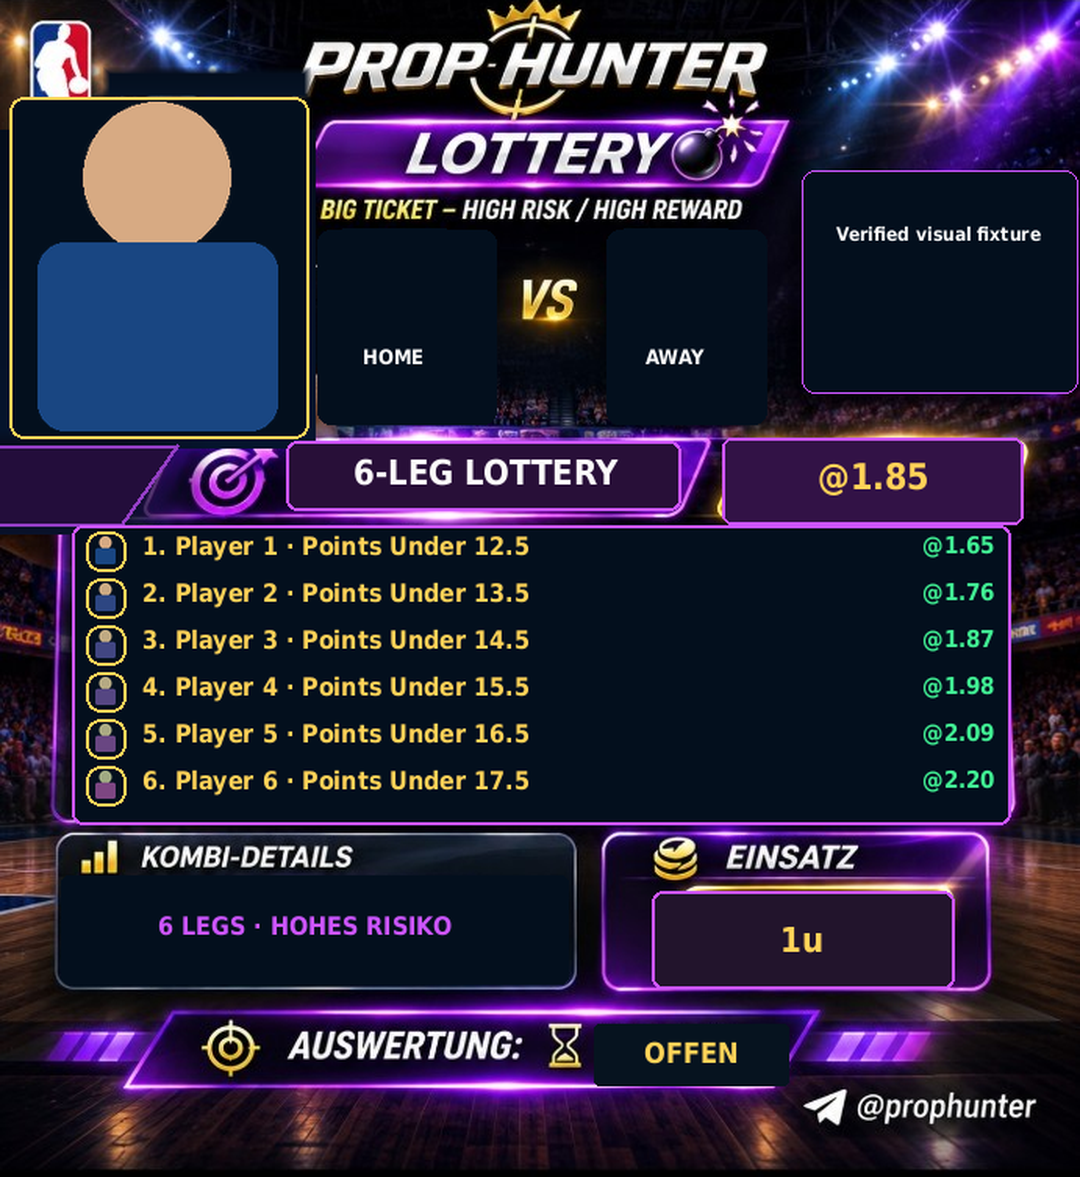 PROP-HUNTER
LOTTERY
BIG TICKET – HIGH RISK / HIGH REWARD
Verified visual fixture
VS
HOME
AWAY
6-LEG LOTTERY
@1.85
1. Player 1 · Points Under 12.5 @1.65
2. Player 2 · Points Under 13.5 @1.76
3. Player 3 · Points Under 14.5 @1.87
4. Player 4 · Points Under 15.5 @1.98
5. Player 5 · Points Under 16.5 @2.09
6. Player 6 · Points Under 17.5 @2.20
KOMBI-DETAILS
6 LEGS · HOHES RISIKO
EINSATZ
1u
AUSWERTUNG: OFFEN
@prophunter